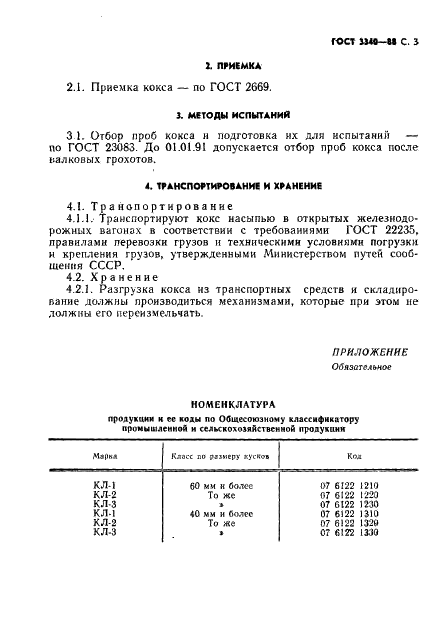 ГОСТ 3340—88 С. 3
2. ПРИЕМКА
2.1. Приемка кокса — по ГОСТ 2669.
3. МЕТОДЫ ИСПЫТАНИЙ
3.1. Отбор проб кокса и подготовка их для испытаний —
по ГОСТ 23083. До 01.01.91 допускается отбор проб кокса после
валковых грохотов.
4. ТРАНСПОРТИРОВАНИЕ И ХРАНЕНИЕ
4.1. Транспортирование
4.1.1. Транспортируют кокс насыпью в открытых железнодо-
рожных вагонах в соответствии с требованиями ГОСТ 22235,
правилами перевозки грузов и техническими условиями погрузки
и крепления грузов, утвержденными Министерством путей сооб-
щения СССР.
4.2. Хранение
4.2.1. Разгрузка кокса из транспортных средств и складиро-
вание должны производиться механизмами, которые при этом не
должны его переизмельчать.
ПРИЛОЖЕНИЕ
Обязательное
НОМЕНКЛАТУРА
продукции и ее коды по Общесоюзному классификатору
промышленной и сельскохозяйственной продукции
Марка Класс по размеру кусков Код
КЛ-1 60 мм и более 07 6122 1210
КЛ-2 То же 07 6122 1220
КЛ-3 » 07 6122 1230
КЛ-1 40 мм и более 07 6122 1310
КЛ-2 То же 07 6122 1320
КЛ-3 » 07 6122 1330